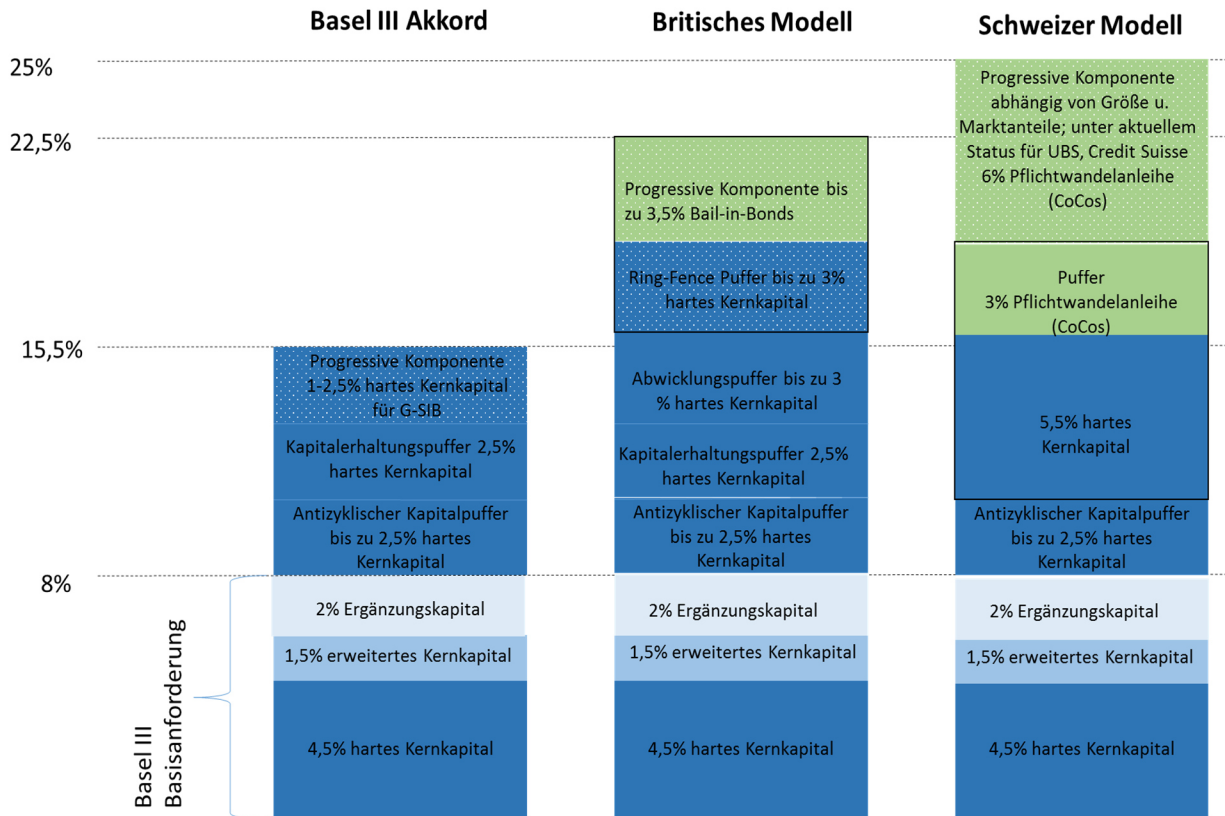 Basel III Akkord
Britisches Modell
Schweizer Modell
25%
22,5%
15,5%
8%
Basel III
Basisanforderung
Progressive Komponente
1-2,5% hartes Kernkapital
für G-SIB
Kapitalerhaltungspuffer 2,5%
hartes Kernkapital
Antizyklischer Kapitalpuffer
bis zu 2,5% hartes
Kernkapital
2% Ergänzungskapital
1,5% erweitertes Kernkapital
4,5% hartes Kernkapital
Progressive Komponente bis
zu 3,5% Bail-in-Bonds
Ring-Fence Puffer bis zu 3%
hartes Kernkapital
Abwicklungspuffer bis zu 3
% hartes Kernkapital
Kapitalerhaltungspuffer 2,5%
hartes Kernkapital
Antizyklischer Kapitalpuffer
bis zu 2,5% hartes
Kernkapital
2% Ergänzungskapital
1,5% erweitertes Kernkapital
4,5% hartes Kernkapital
Progressive Komponente
abhängig von Größe u.
Marktanteile; unter aktuellem
Status für UBS, Credit Suisse
6% Pflichtwandelanleihe
(CoCos)
Puffer
3% Pflichtwandelanleihe
(CoCos)
5,5% hartes
Kernkapital
Antizyklischer Kapitalpuffer
bis zu 2,5% hartes
Kernkapital
2% Ergänzungskapital
1,5% erweitertes Kernkapital
4,5% hartes Kernkapital